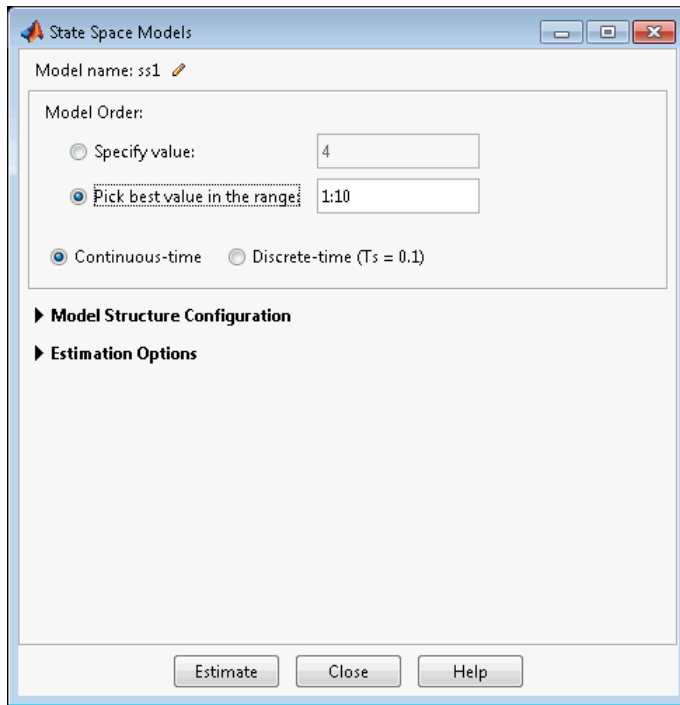 State Space Models
Model name: ss1
Model Order:
Specify value: 4
Pick best value in the range: 1:10
Continuous-time Discrete-time (Ts = 0.1)
Model Structure Configuration
Estimation Options
Estimate Close Help